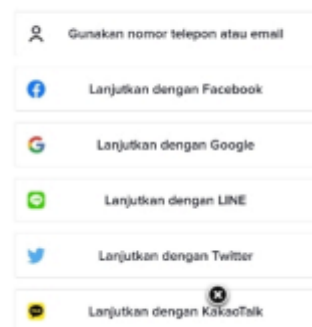 Gunakan nomor telepon atau email
Lanjutkan dengan Facebook
Lanjutkan dengan Google
Lanjutkan dengan LINE
Lanjutkan dengan Twitter
Lanjutkan dengan KakaoTalk